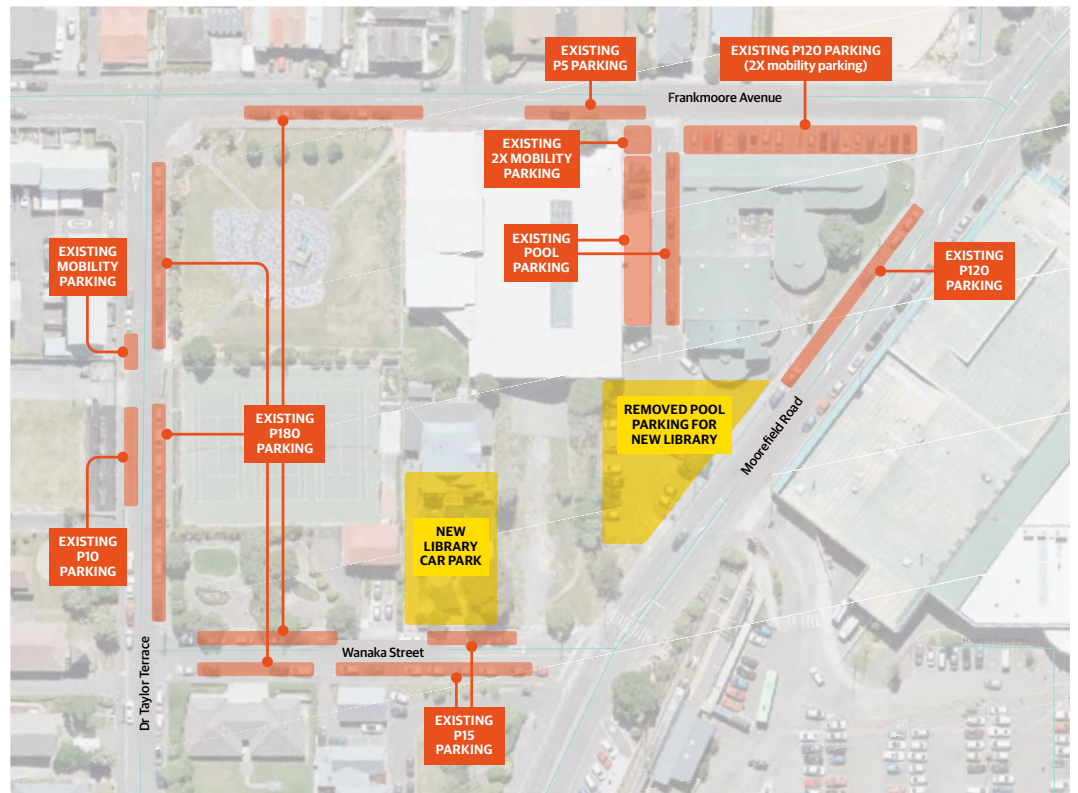 EXISTING
P5 PARKING
EXISTING P120 PARKING
(2X mobility parking)
Frankmoore Avenue
EXISTING
2X MOBILITY
PARKING
EXISTING
POOL
PARKING
EXISTING
MOBILITY
PARKING
EXISTING
P120
PARKING
EXISTING
P180
PARKING
REMOVED POOL
PARKING FOR
NEW LIBRARY
Moorefield Road
NEW
LIBRARY
CAR PARK
EXISTING
P10
PARKING
Dr Taylor Terrace
Wanaka Street
EXISTING
P15
PARKING